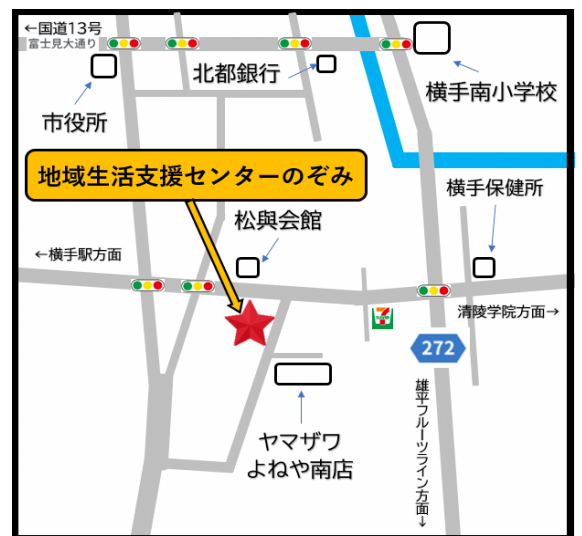 ←国道13号
富士見大通り
北都銀行
横手南小学校
市役所
地域生活支援センターのぞみ
横手保健所
松與会館
←横手駅方面
清陵学院方面→
272
ヤマザワ
よねや南店
雄平フルーツライン方面→